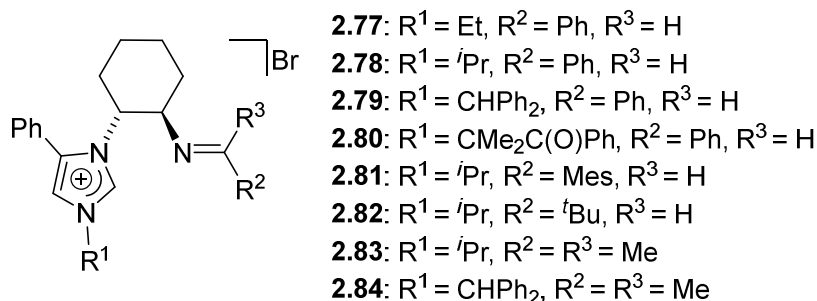 2.77: R¹ = Et, R² = Ph, R³ = H
2.78: R¹ = ⁱPr, R² = Ph, R³ = H
2.79: R¹ = CHPh₂, R² = Ph, R³ = H
2.80: R¹ = CMe₂C(O)Ph, R² = Ph, R³ = H
2.81: R¹ = ⁱPr, R² = Mes, R³ = H
2.82: R¹ = ⁱPr, R² = ᵗBu, R³ = H
2.83: R¹ = ⁱPr, R² = R³ = Me
2.84: R¹ = CHPh₂, R² = R³ = Me
Br
R³
Ph
N
N
R²
+
N
R¹